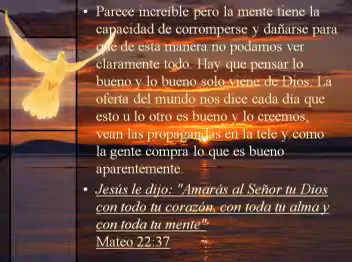 • Parece increíble pero la mente tiene la
capacidad de corromperse y dañarse para
que de esta manera no podamos ver
claramente todo. Hay que pensar lo
bueno y lo bueno solo viene de Dios. La
oferta del mundo nos dice cada día que
esto u lo otro es bueno y lo creemos,
vean las propagandas en la tele y como
la gente compra lo que es bueno
aparentemente.
• Jesús le dijo: "Amarás al Señor tu Dios
con todo tu corazón, con toda tu alma y
con toda tu mente"
Mateo 22:37